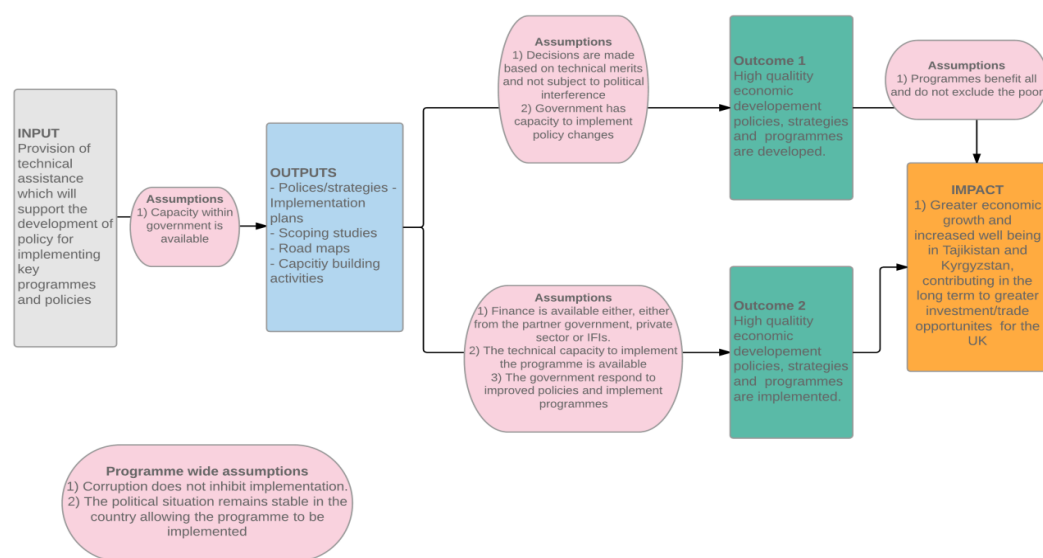 INPUT
Provision of
technical
assistance
which will
support the
development of
policy for
implementing
key
programmes
and policies
Assumptions
1) Capacity within
government is
available
OUTPUTS
- Polices/strategies -
Implementation
plans
- Scoping studies
- Road maps
- Capcitiy building
activities
Assumptions
1) Decisions are made
based on technical merits
and not subject to political
interference
2) Government has
capacity to implement
policy changes
Outcome 1
High qualitity
economic
developement
policies, strategies
and programmes
are developed.
Assumptions
1) Programmes benefit all
and do not exclude the poor
Assumptions
1) Finance is available either, either
from the partner government, private
sector or IFIs.
2) The technical capacity to implement
the programme is available
3) The government respond to
improved policies and implement
programmes
Outcome 2
High qualitity
economic
developement
policies, strategies
and programmes
are implemented.
IMPACT
1) Greater economic
growth and
increased well being
in Tajikistan and
Kyrgyzstan,
contributing in the
long term to greater
investment/trade
opportunites for the
UK
Programme wide assumptions
1) Corruption does not inhibit implementation.
2) The political situation remains stable in the
country allowing the programme to be
implemented